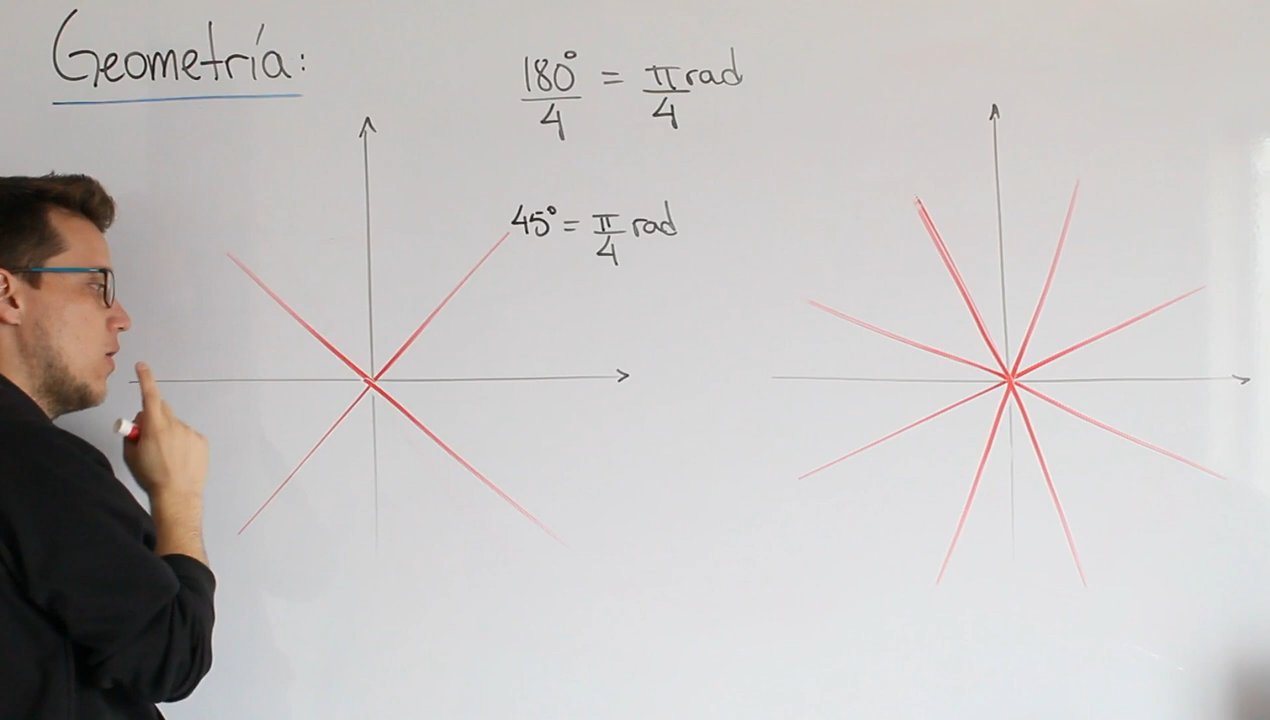 Geometría:
180° = π rad
4 4
45° = π rad
4